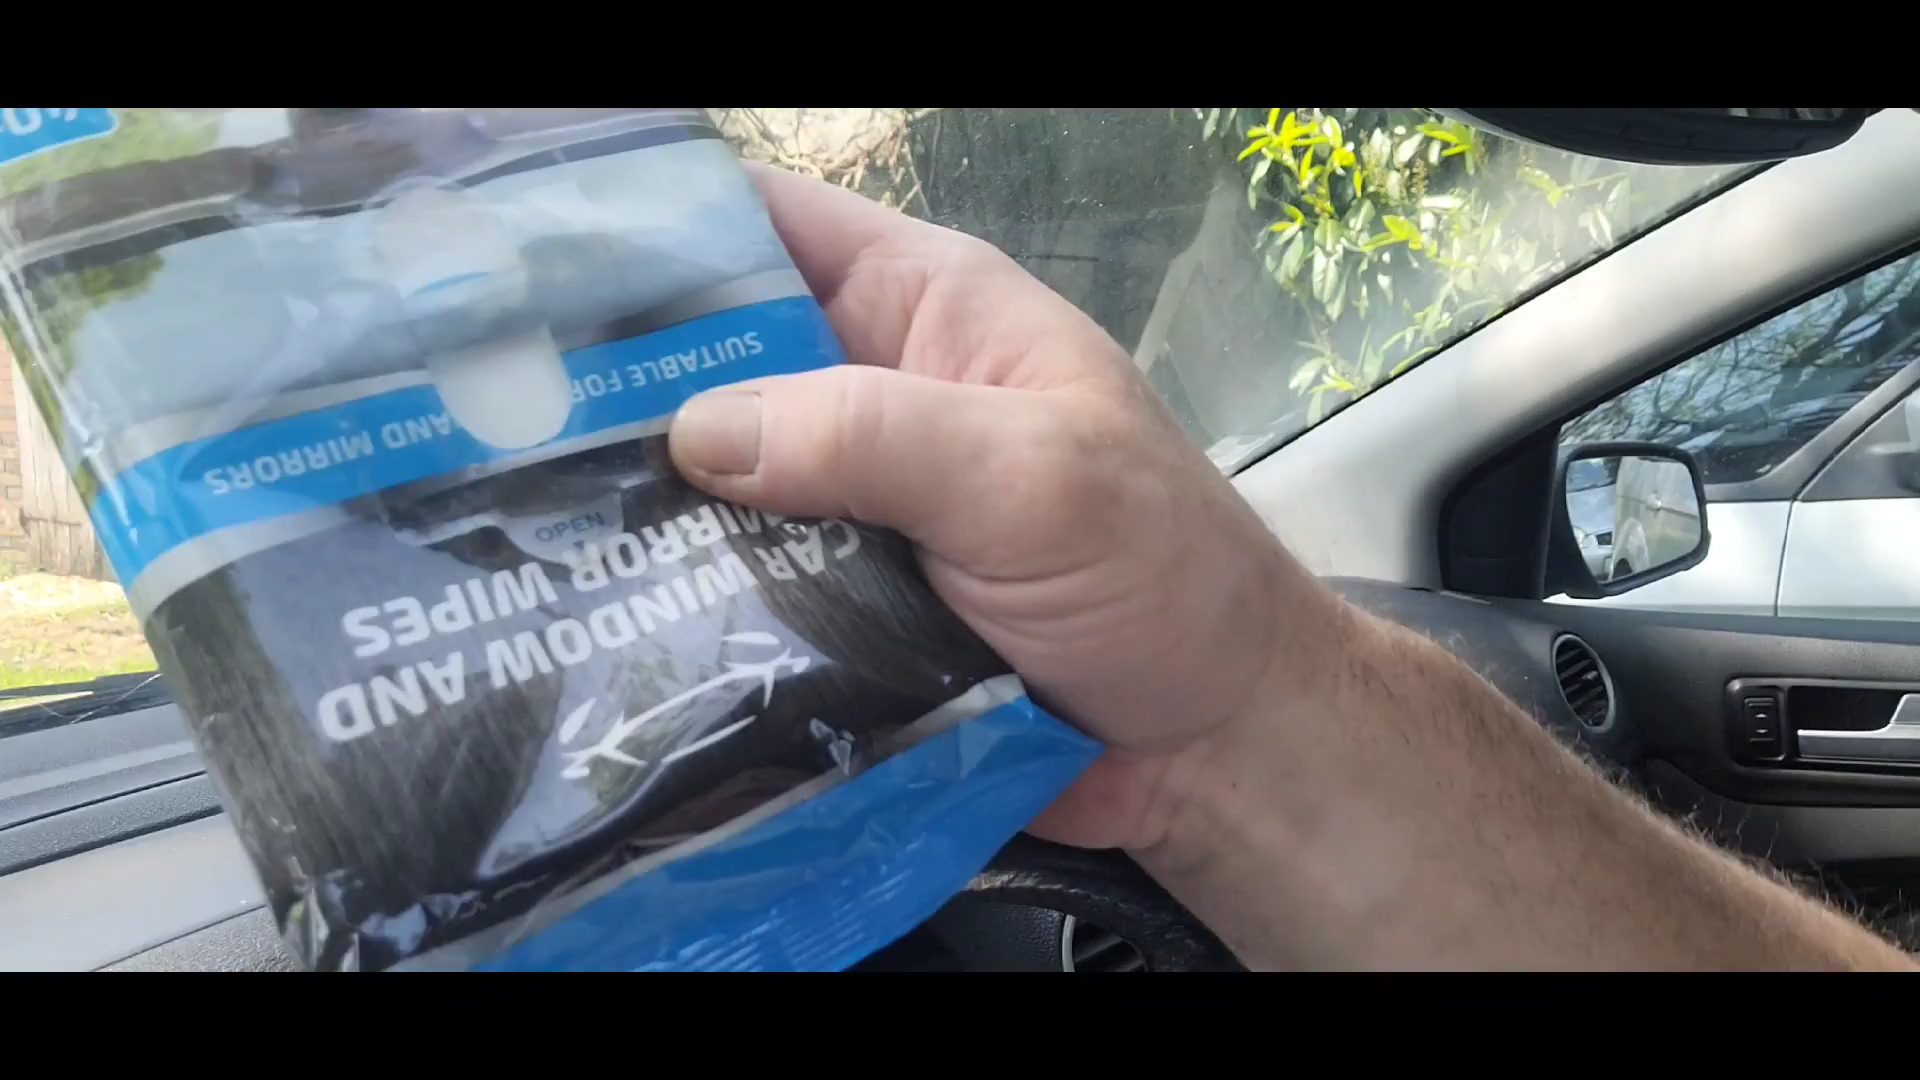 CAR WINDOW AND
MIRROR WIPES
OPEN
SUITABLE FOR
AND MIRRORS